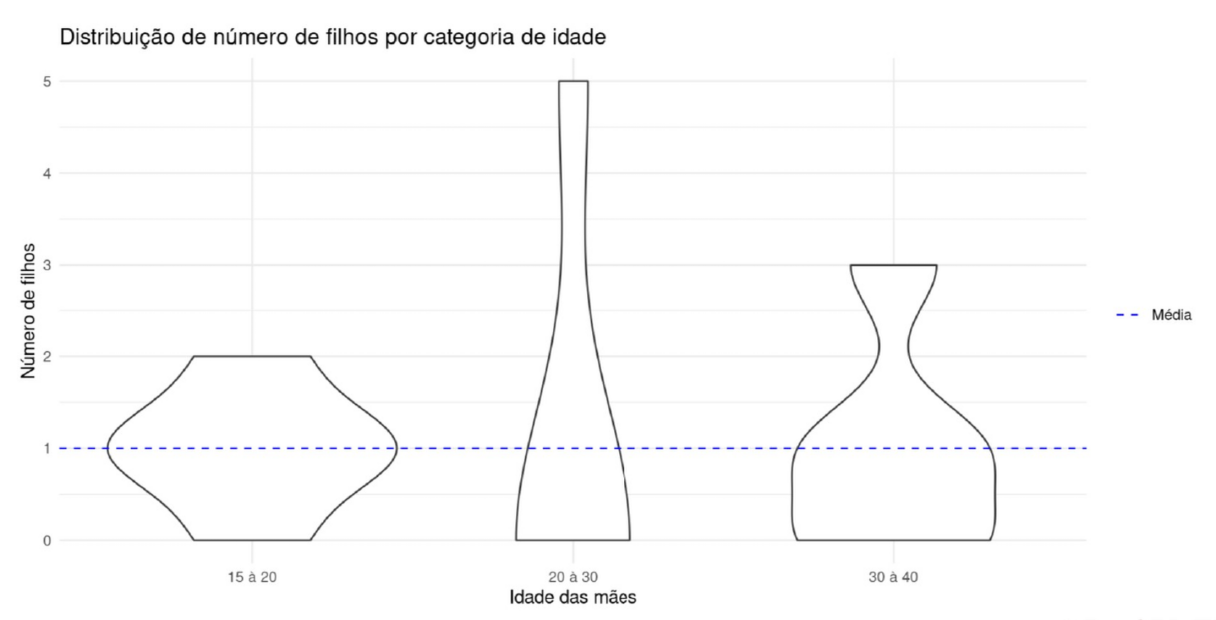 Distribuição de número de filhos por categoria de idade
5
4
3
2
1
0
Número de filhos
15 à 20
20 à 30
30 à 40
Idade das mães
Média